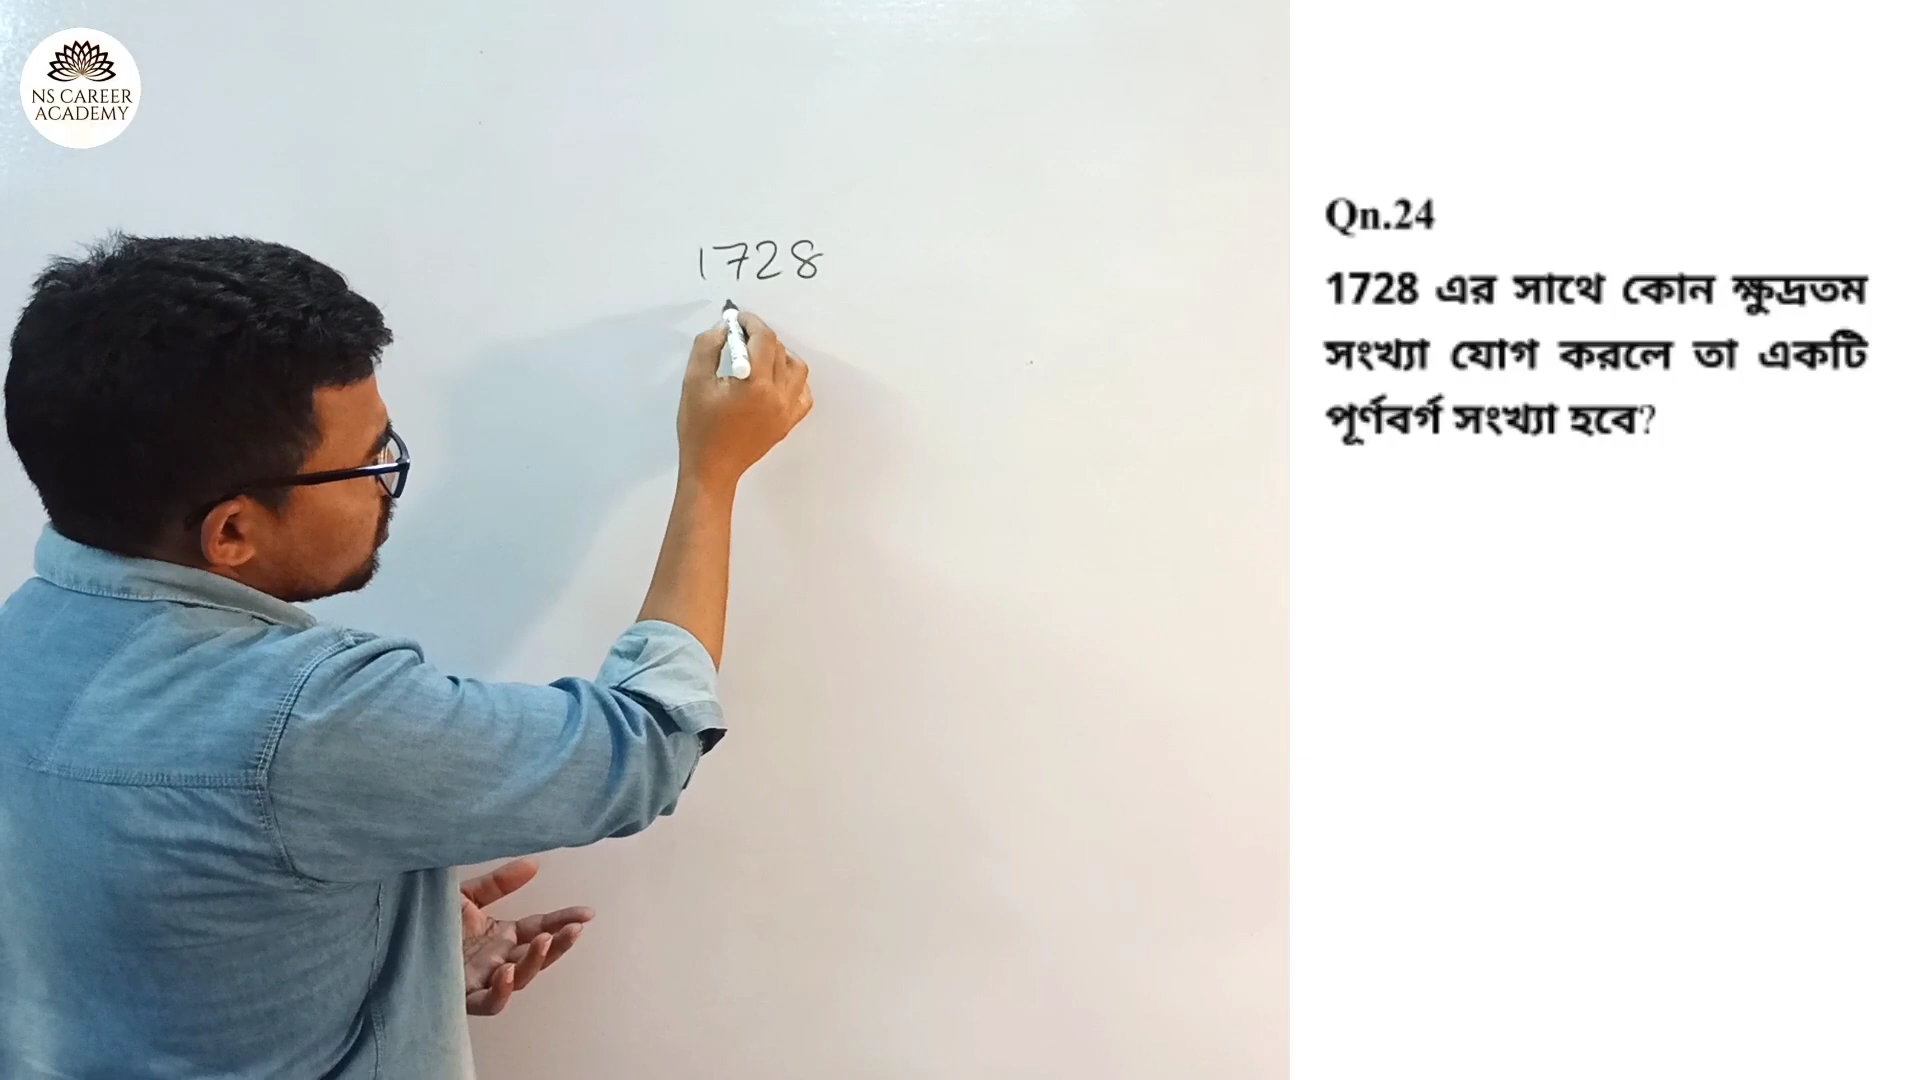 NS CAREER
ACADEMY
1728
Qn.24
1728 এর সাথে কোন ক্ষুদ্রতম
সংখ্যা যোগ করলে তা একটি
পূর্ণবর্গ সংখ্যা হবে?